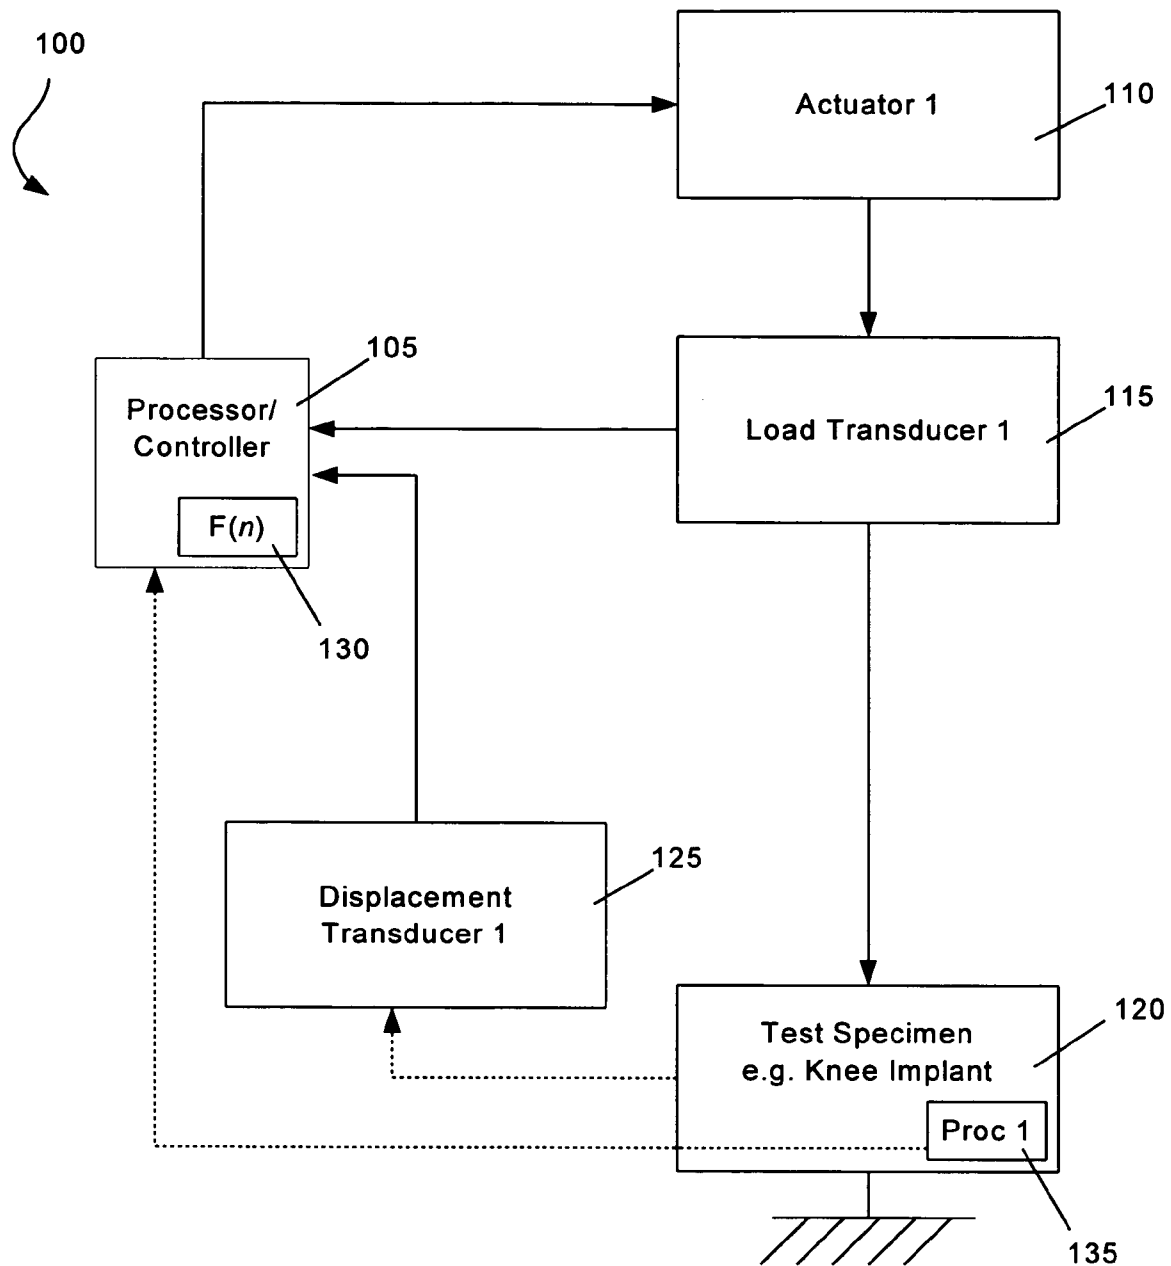 100
Actuator 1
110
105
Processor/
Controller
F(n)
130
Load Transducer 1
115
Displacement
Transducer 1
125
Test Specimen
e.g. Knee Implant
120
Proc 1
135